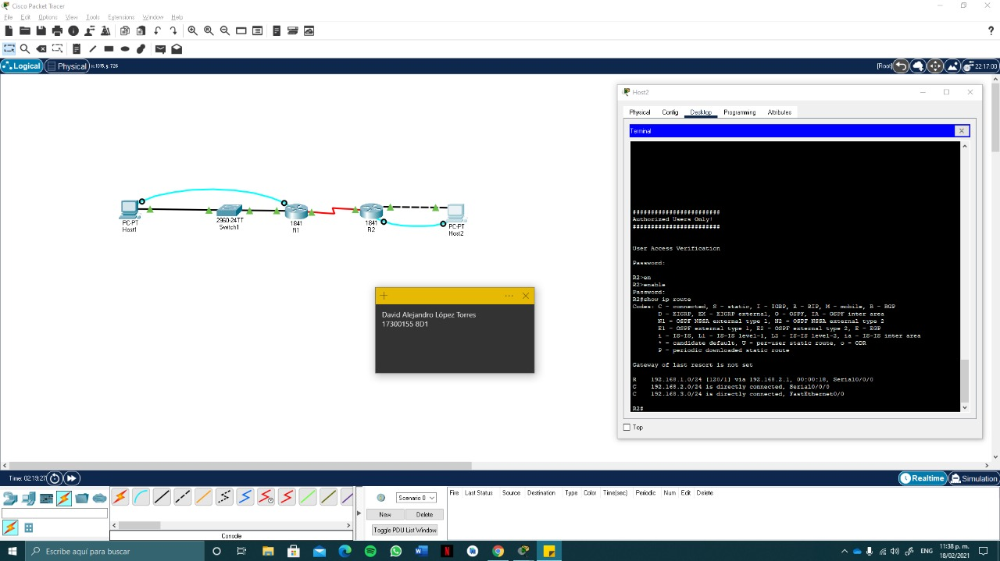 Cisco Packet Tracer
File Edit Options View Tools Extensions Window Help
?
Logical Physical x: 1015, y: 726 [Root] 22:17:00
Host2
Physical Config Desktop Programming Attributes
Terminal X
########################
Authorized Users Only!
########################
User Access Verification
Password:
R2>en
R2>enable
Password:
R2#show ip route
Codes: C - connected, S - static, I - IGRP, R - RIP, M - mobile, B - BGP
D - EIGRP, EX - EIGRP external, O - OSPF, IA - OSPF inter area
N1 - OSPF NSSA external type 1, N2 - OSPF NSSA external type 2
E1 - OSPF external type 1, E2 - OSPF external type 2, E - EGP
i - IS-IS, L1 - IS-IS level-1, L2 - IS-IS level-2, ia - IS-IS inter area
* - candidate default, U - per-user static route, o - ODR
P - periodic downloaded static route
Gateway of last resort is not set
R 192.168.1.0/24 [120/1] via 192.168.2.1, 00:00:18, Serial0/0/0
C 192.168.2.0/24 is directly connected, Serial0/0/0
C 192.168.3.0/24 is directly connected, FastEthernet0/0
R2#
Top
PC-PT
Host1
2960-24TT
Switch1
1841
R1
1841
R2
PC-PT
Host2
David Alejandro López Torres
17300155 8D1
Time: 02:19:27 Realtime Simulation
Scenario 0
New Delete
Toggle PDU List Window
Fire Last Status Source Destination Type Color Time(sec) Periodic Num Edit Delete
Console
Escribe aquí para buscar
ENG
11:38 p. m.
18/02/2021